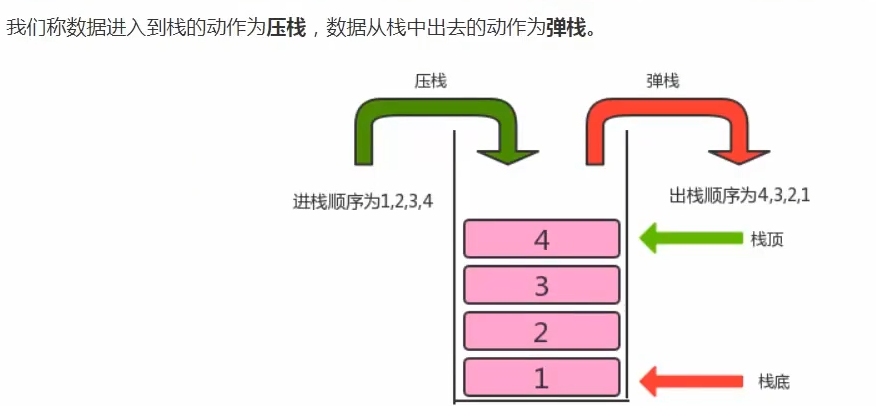 我们称数据进入到栈的动作为压栈，数据从栈中出去的动作为弹栈。
压栈
弹栈
进栈顺序为1,2,3,4
出栈顺序为4,3,2,1
4
栈顶
3
2
1
栈底